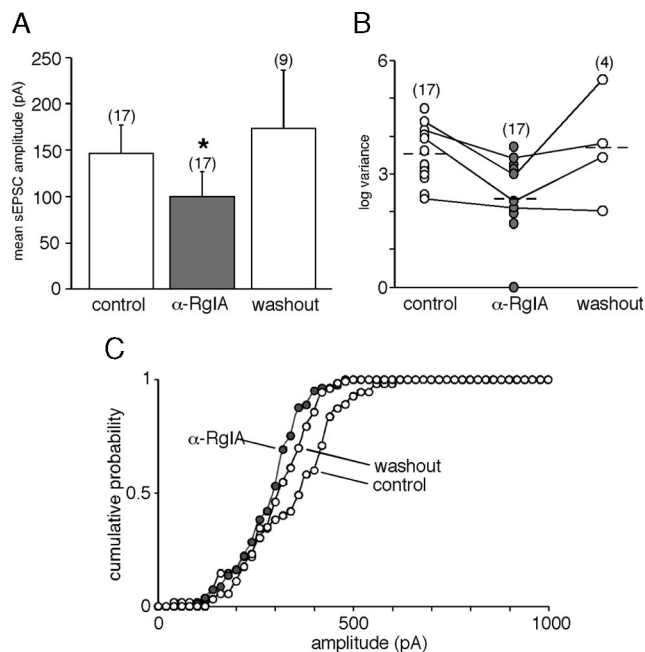 A
mean sEPSC amplitude (pA)
250
200
150
100
50
0
(17)
*
(17)
(9)
control
α-RgIA
washout
B
log variance
6
3
0
(17)
(17)
(4)
control
α-RgIA
washout
C
cumulative probability
1
0.5
0
α-RgIA
washout
control
0
500
1000
amplitude (pA)